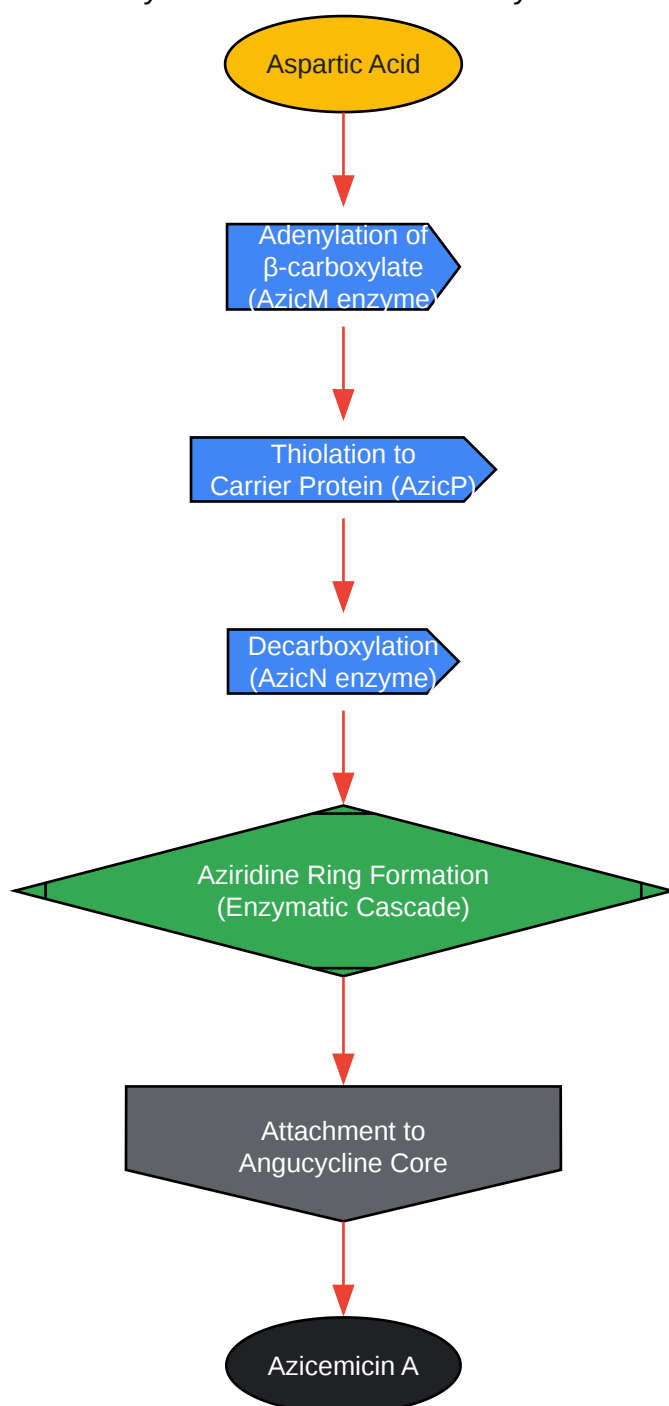 Aspartic Acid
Adenylation of
β-carboxylate
(AzicM enzyme)
Thiolation to
Carrier Protein (AzicP)
Decarboxylation
(AzicN enzyme)
Aziridine Ring Formation
(Enzymatic Cascade)
Attachment to
Angucycline Core
Azicemicin A